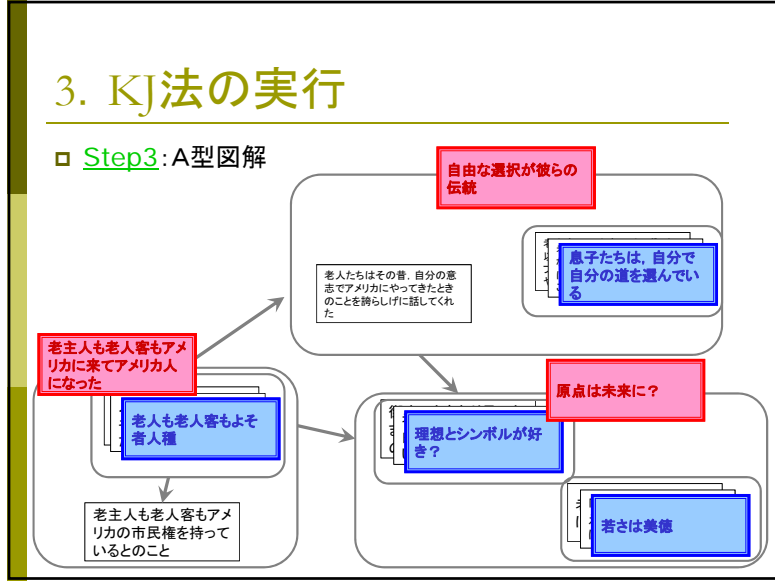 3. KJ法の実行
Step3:A型図解
自由な選択が彼らの
伝統
息子たちは，自分で
自分の道を選んでい
る
老人たちはその昔，自分の意
志でアメリカにやってきたとき
のことを誇らしげに話してくれ
た
老主人も老人客もアメ
リカに来てアメリカ人
になった
老人も老人客もよそ
者人種
老主人も老人客もアメ
リカの市民権を持って
いるとのこと
原点は未来に？
理想とシンボルが好
き？
若さは美徳